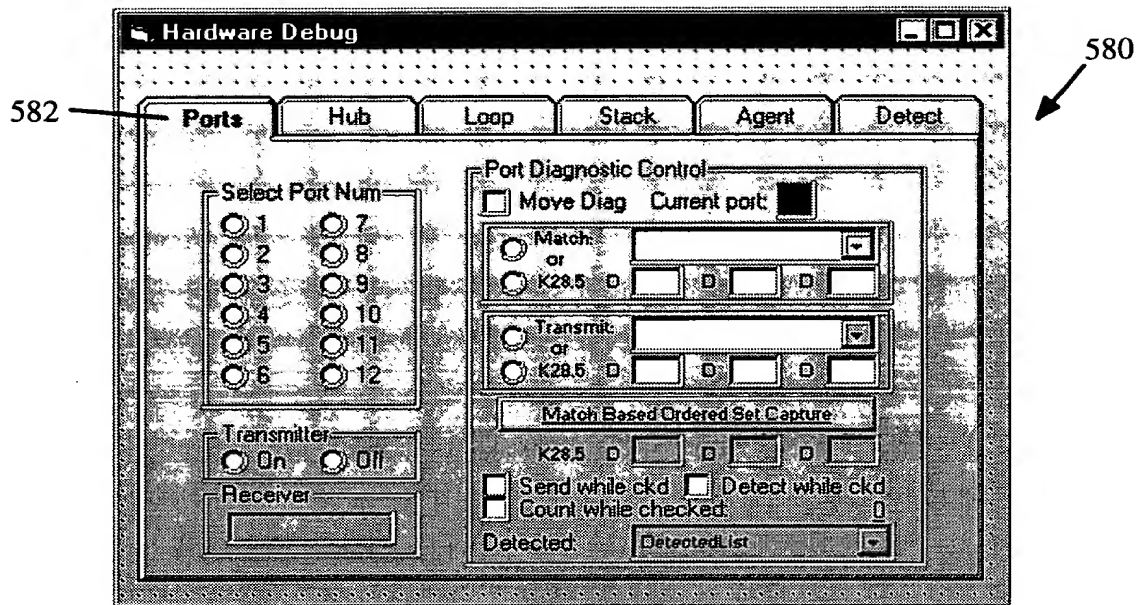 Hardware Debug
580
582
Ports Hub Loop Stack Agent Detect
Select Port Num
1 7
2 8
3 9
4 10
5 11
6 12
Transmitter
On Off
Receiver
Port Diagnostic Control
Move Diag Current port:
Match:
or
K28.5 D D D
Transmit:
or
K28.5 D D D
Match Based Ordered Set Capture
K28.5 D D D
Send while ckd Detect while ckd
Count while checked: 0
Detected: DetectedList